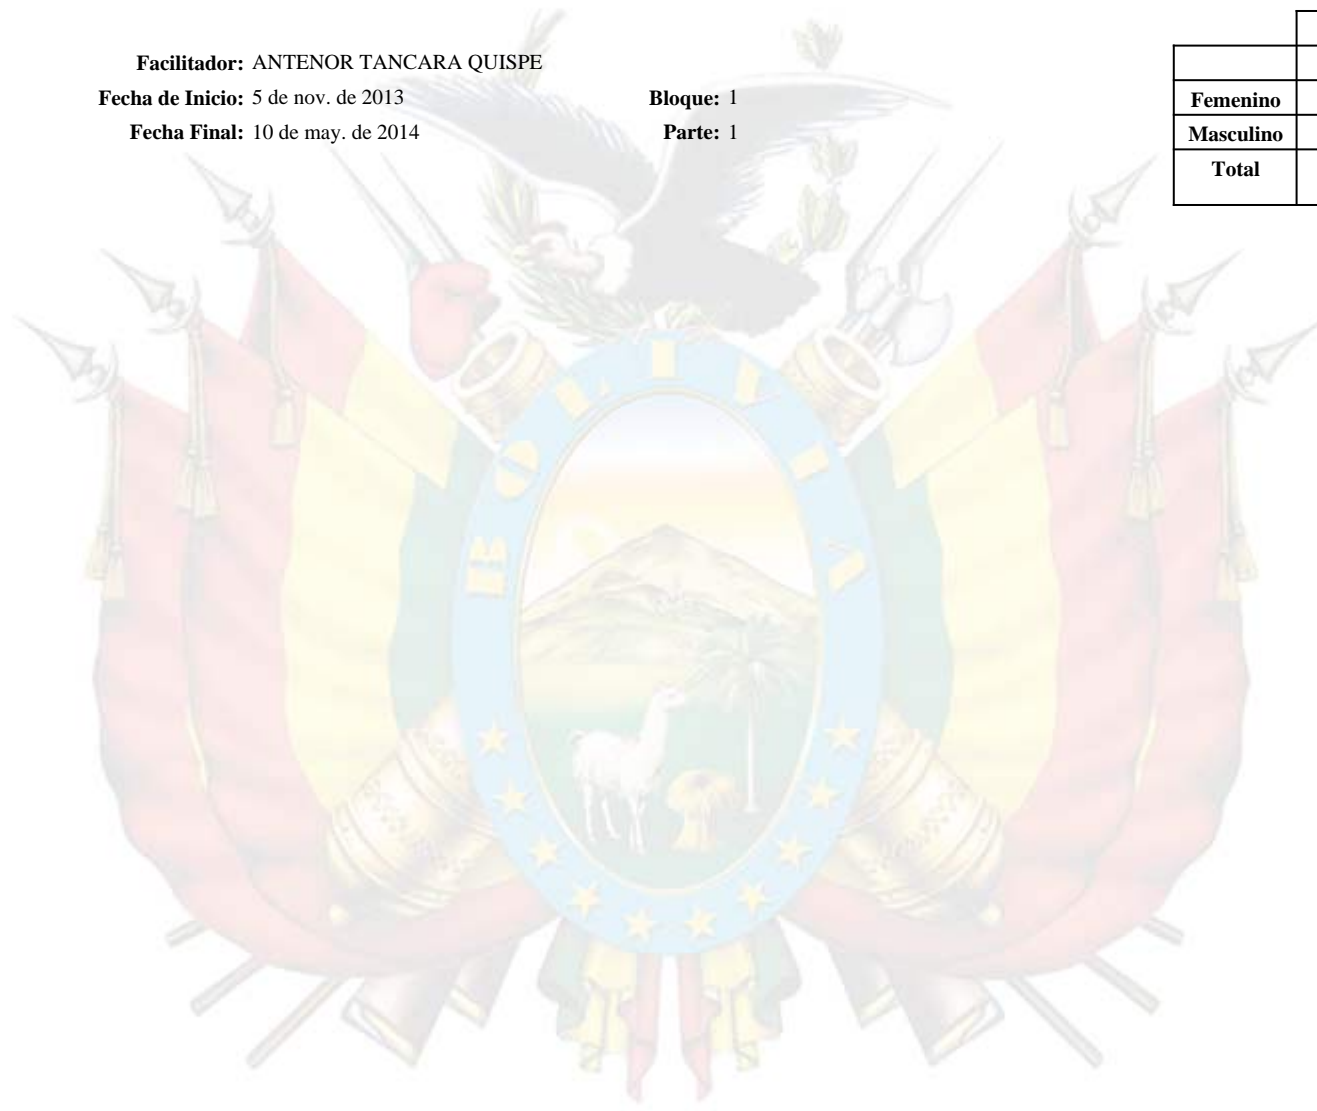 Facilitador: ANTENOR TANCARA QUISPE
Fecha de Inicio: 5 de nov. de 2013 Bloque: 1
Fecha Final: 10 de may. de 2014 Parte: 1
Femenino
Masculino
Total
BOLIVIA